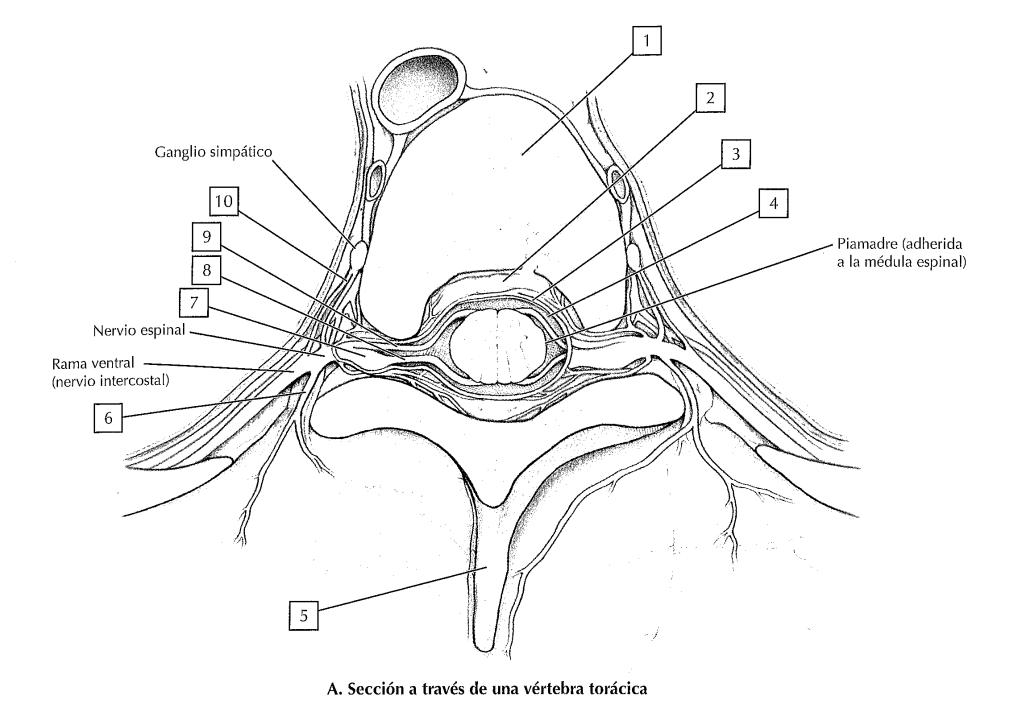 1
2
3
Ganglio simpático
4
10
9
Piamadre (adherida
a la médula espinal)
8
7
Nervio espinal
Rama ventral
(nervio intercostal)
6
5
A. Sección a través de una vértebra torácica